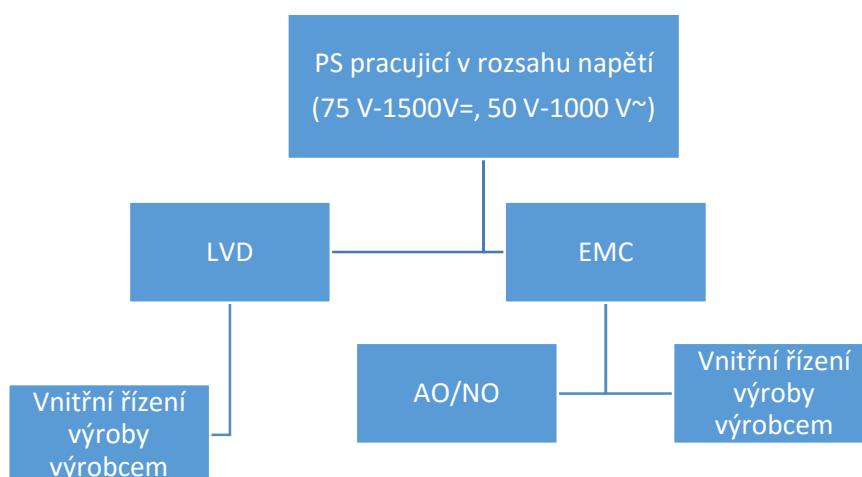 PS pracujicí v rozsahu napětí
(75 V-1500V=, 50 V-1000 V~)
LVD
EMC
AO/NO
Vnitřní řízení
výroby
výrobcem
Vnitřní řízení
výroby
výrobcem